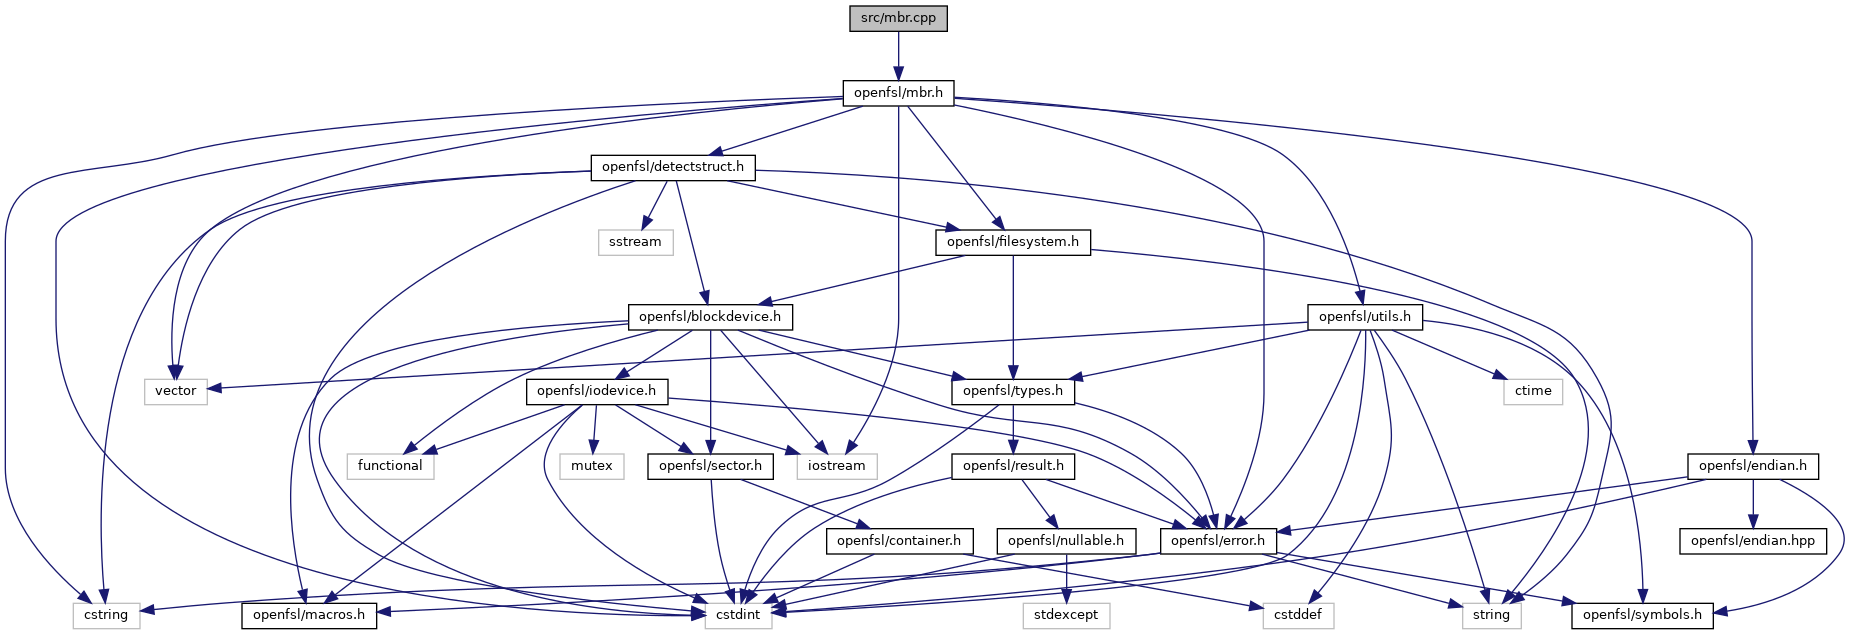 src/mbr.cpp
openfsl/mbr.h
openfsl/detectstruct.h
sstream
openfsl/filesystem.h
openfsl/blockdevice.h
openfsl/utils.h
vector
openfsl/iodevice.h
openfsl/types.h
ctime
functional
mutex
openfsl/sector.h
iostream
openfsl/result.h
openfsl/endian.h
openfsl/container.h
openfsl/nullable.h
openfsl/error.h
openfsl/endian.hpp
cstring
openfsl/macros.h
cstdint
stdexcept
cstddef
string
openfsl/symbols.h